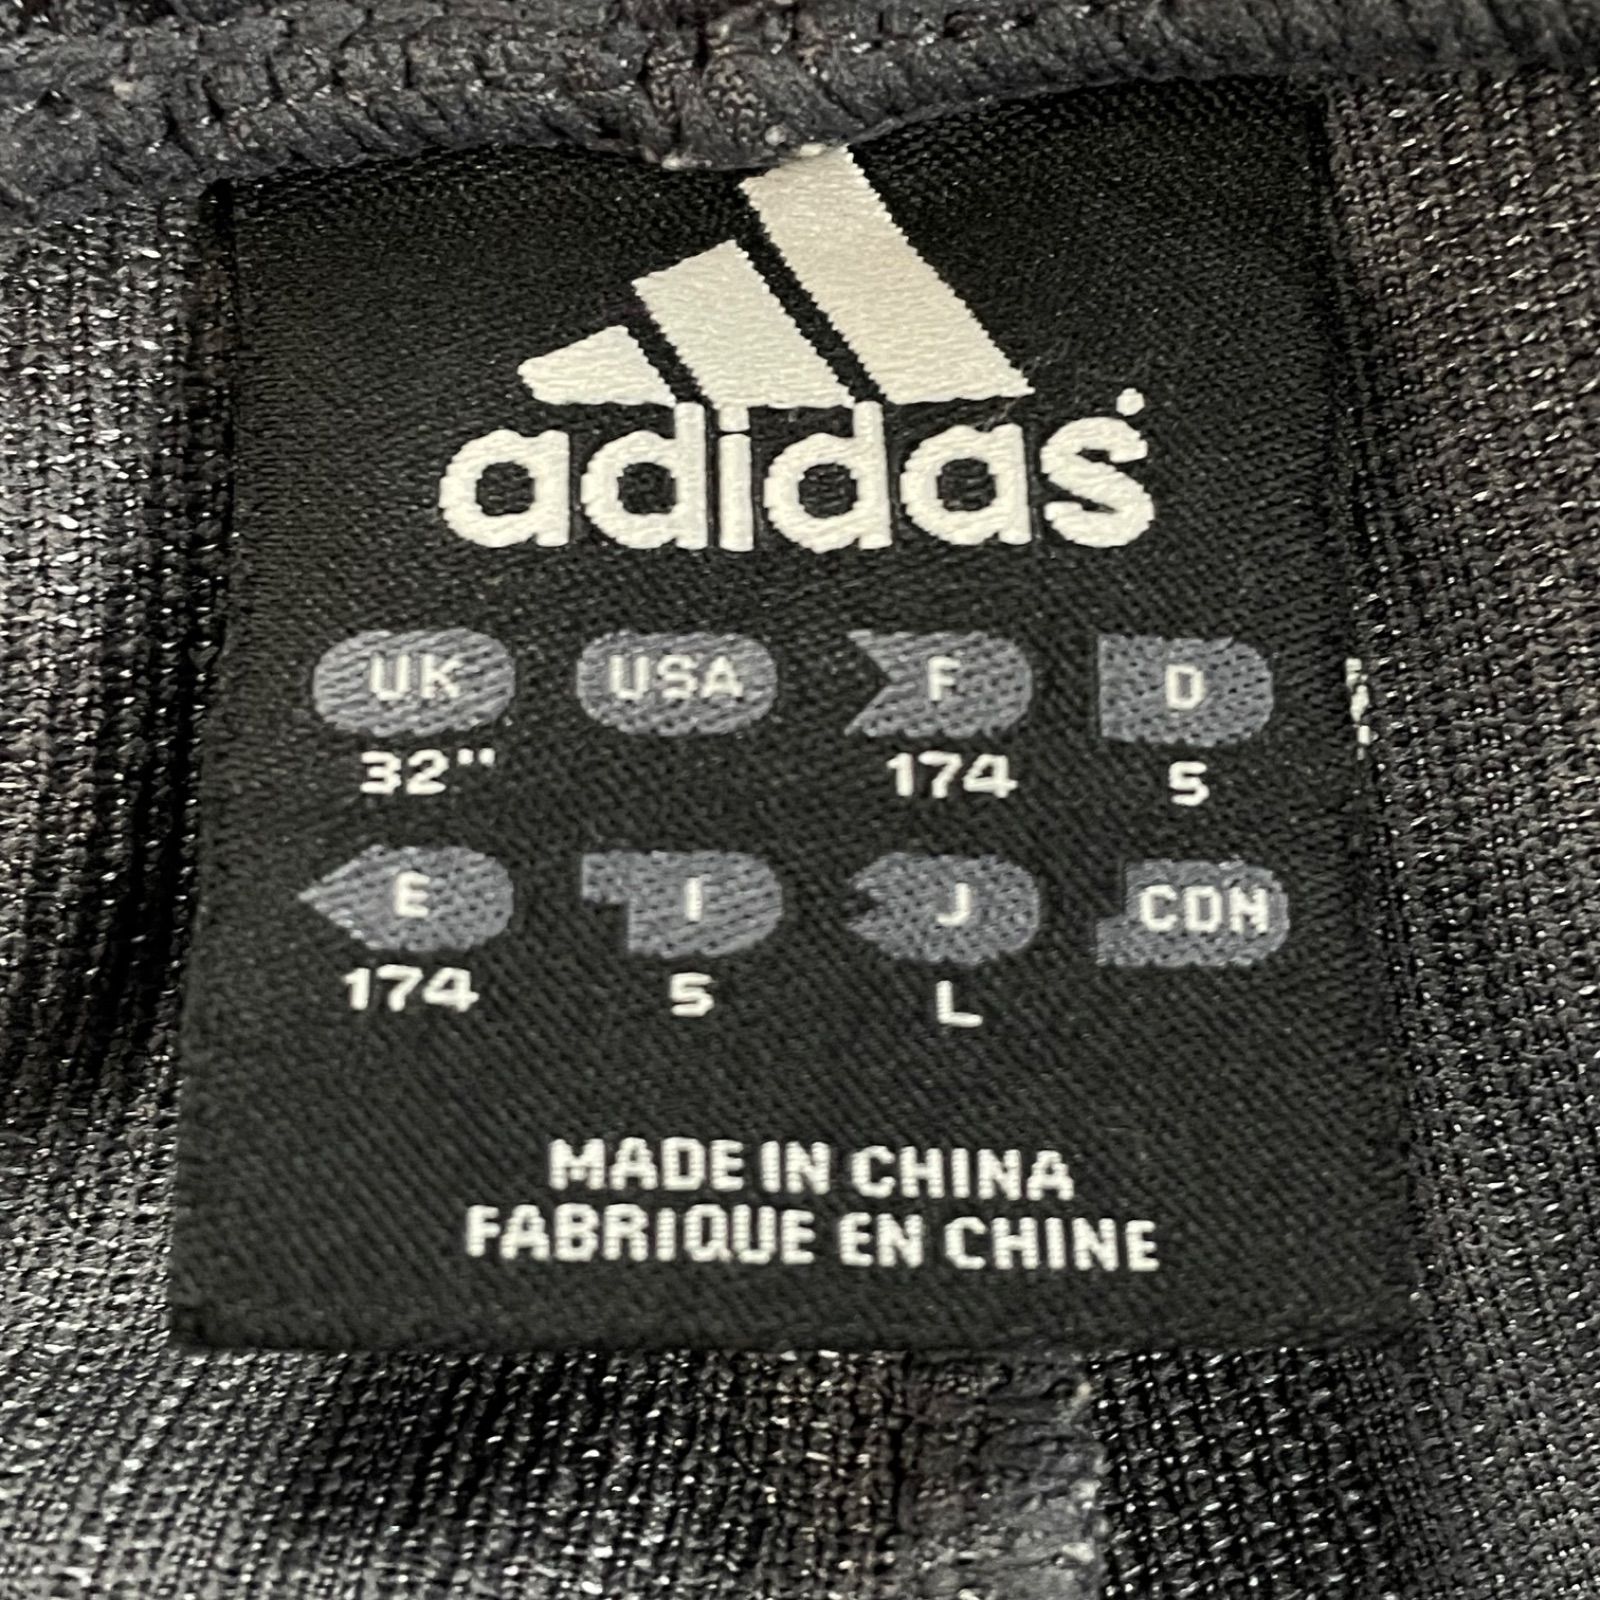 adidas
UK USA F D
32" 174 5
E I J CDN
174 5 L
MADE IN CHINA
FABRIQUE EN CHINE